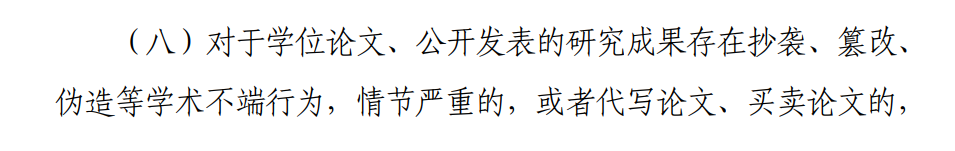 （八）对于学位论文、公开发表的研究成果存在抄袭、篡改、
伪造等学术不端行为，情节严重的，或者代写论文、买卖论文的，